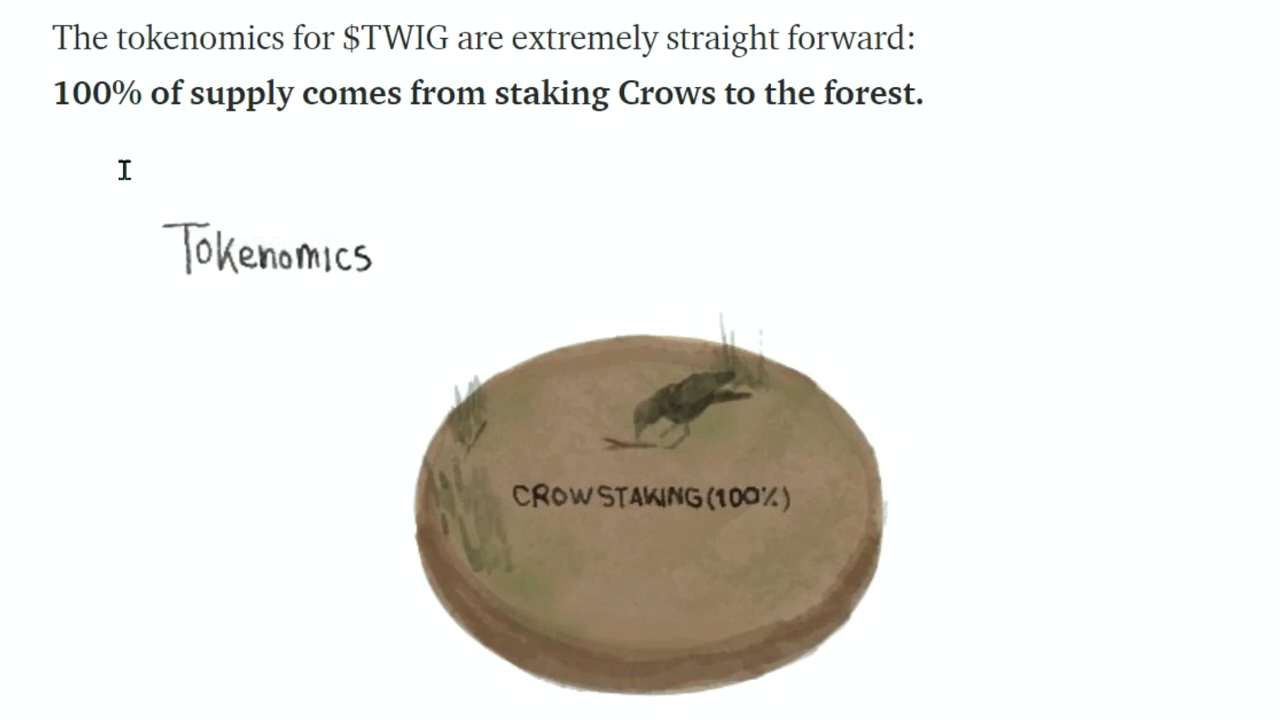 The tokenomics for $TWIG are extremely straight forward:
100% of supply comes from staking Crows to the forest.
Tokenomics
CROW STAKING (100%)